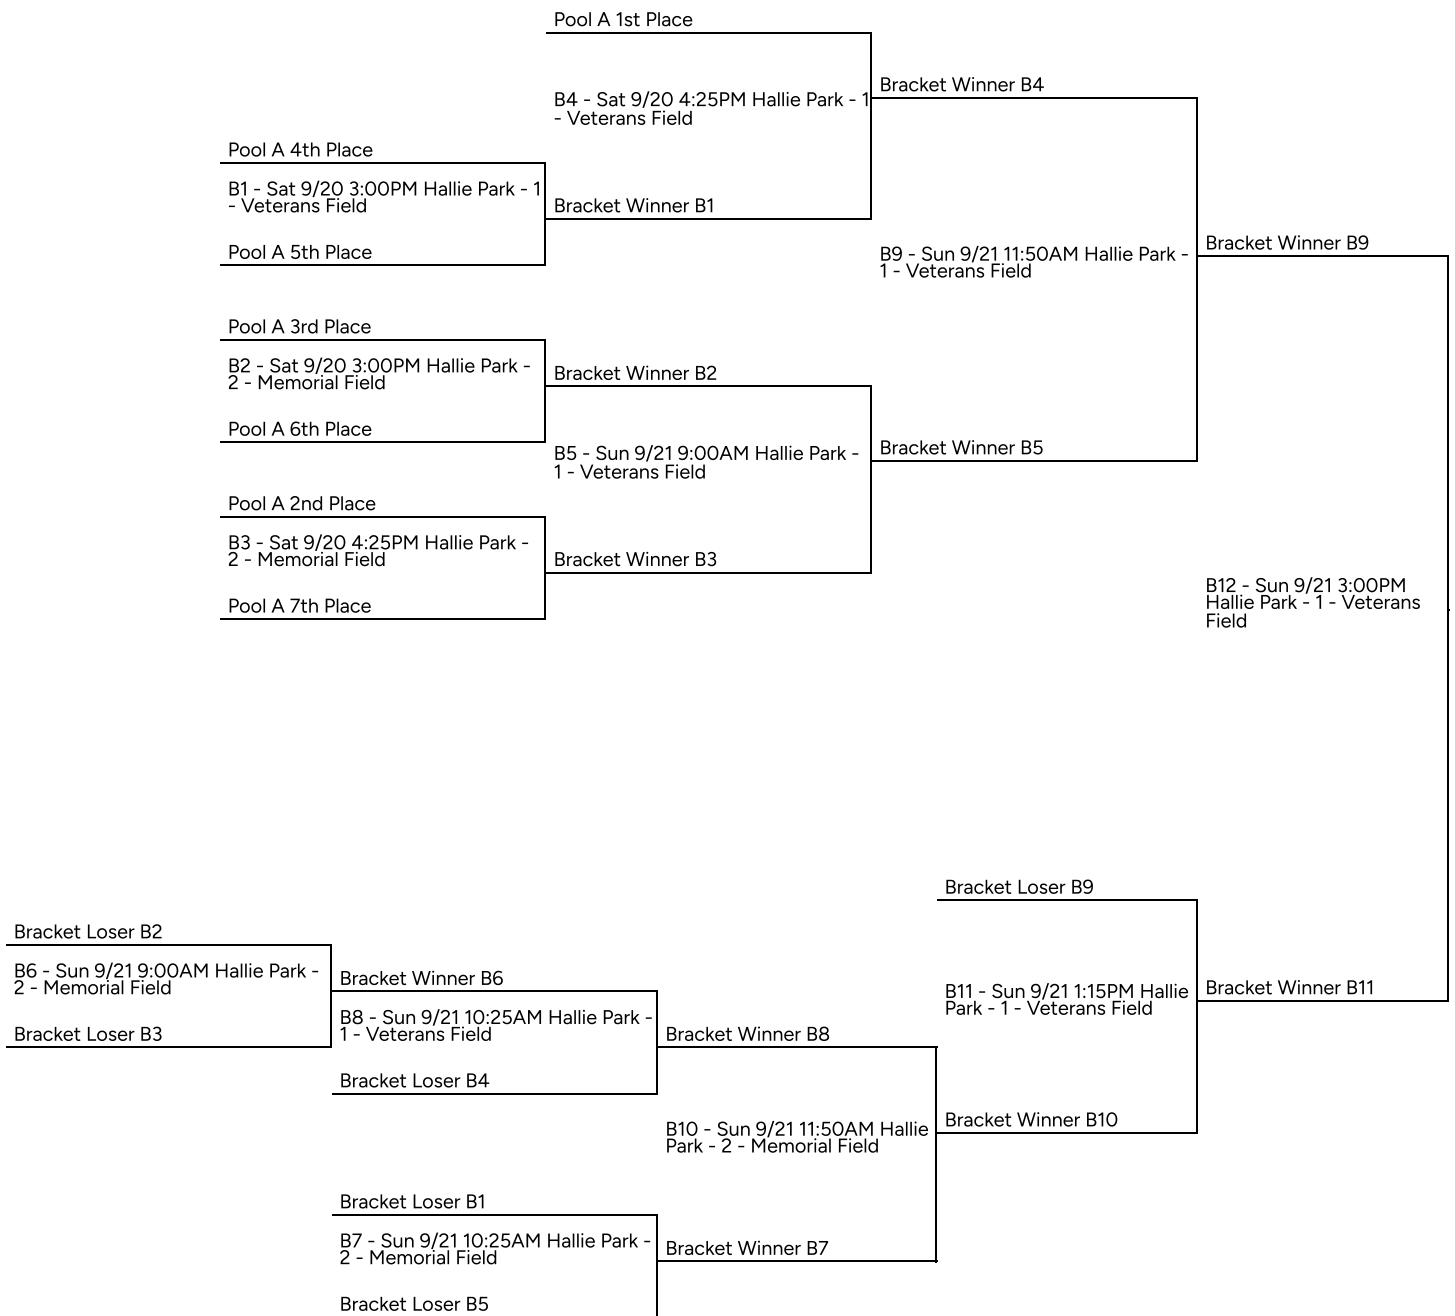 Pool A 1st Place
B4 - Sat 9/20 4:25PM Hallie Park - 1
- Veterans Field
Bracket Winner B4
Pool A 4th Place
B1 - Sat 9/20 3:00PM Hallie Park - 1
- Veterans Field
Bracket Winner B1
Pool A 5th Place
B9 - Sun 9/21 11:50AM Hallie Park -
1 - Veterans Field
Bracket Winner B9
Pool A 3rd Place
B2 - Sat 9/20 3:00PM Hallie Park -
2 - Memorial Field
Bracket Winner B2
Pool A 6th Place
B5 - Sun 9/21 9:00AM Hallie Park -
1 - Veterans Field
Bracket Winner B5
Pool A 2nd Place
B3 - Sat 9/20 4:25PM Hallie Park -
2 - Memorial Field
Bracket Winner B3
Pool A 7th Place
B12 - Sun 9/21 3:00PM
Hallie Park - 1 - Veterans
Field
Bracket Loser B9
Bracket Loser B2
B6 - Sun 9/21 9:00AM Hallie Park -
2 - Memorial Field
Bracket Winner B6
Bracket Loser B3
B8 - Sun 9/21 10:25AM Hallie Park -
1 - Veterans Field
Bracket Winner B8
Bracket Loser B4
B11 - Sun 9/21 1:15PM Hallie
Park - 1 - Veterans Field
Bracket Winner B11
B10 - Sun 9/21 11:50AM Hallie
Park - 2 - Memorial Field
Bracket Winner B10
Bracket Loser B1
B7 - Sun 9/21 10:25AM Hallie Park -
2 - Memorial Field
Bracket Winner B7
Bracket Loser B5